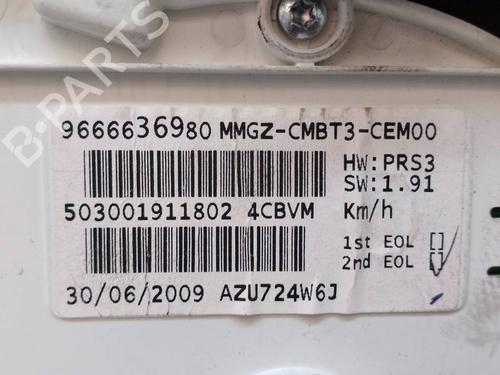 9666636980 MMGZ-CMBT3-CEM00
HW:PRS3
SW:1.91
503001911802 4CBVM Km/h
1st EOL []
2nd EOL []
30/06/2009 AZU724W6J
B-PARTS